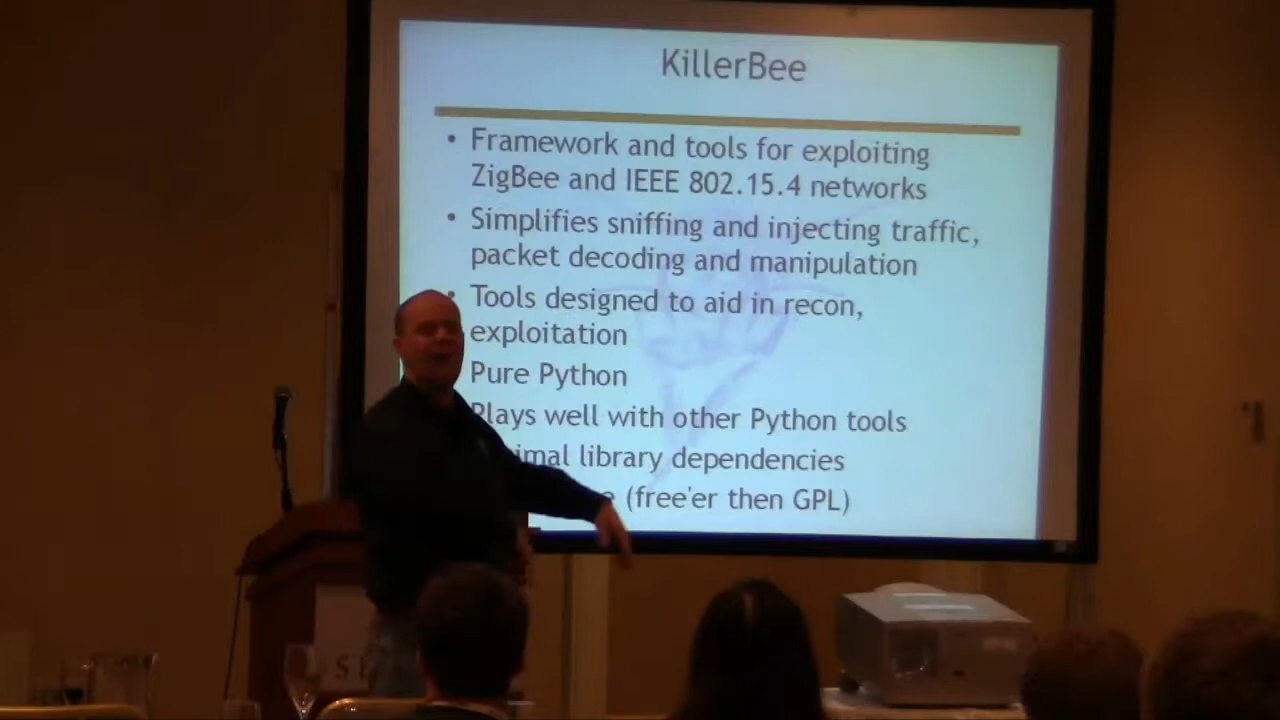 KillerBee
• Framework and tools for exploiting
ZigBee and IEEE 802.15.4 networks
• Simplifies sniffing and injecting traffic,
packet decoding and manipulation
• Tools designed to aid in recon,
exploitation
Pure Python
Plays well with other Python tools
library dependencies
(free'er then GPL)